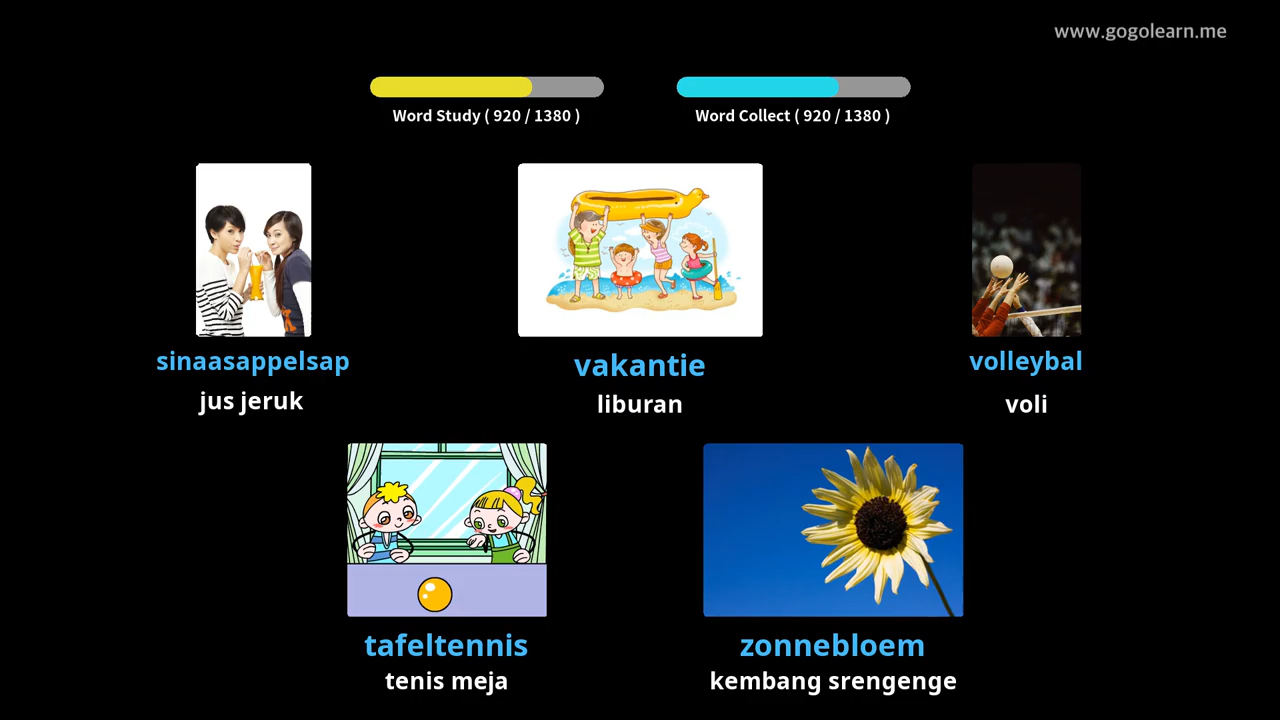 www.gogolearn.me
Word Study ( 920 / 1380 )
Word Collect ( 920 / 1380 )
sinaasappelsap
jus jeruk
vakantie
liburan
volleybal
voli
tafeltennis
tenis meja
zonnebloem
kembang srengenge